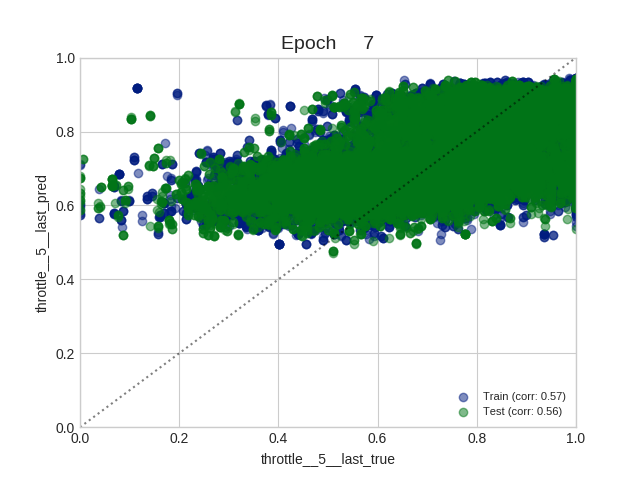 Epoch 7
1.0
0.8
0.6
0.4
0.2
0.0
throttle__5__last_pred
0.0 0.2 0.4 0.6 0.8 1.0
throttle__5__last_true
Train (corr: 0.57)
Test (corr: 0.56)